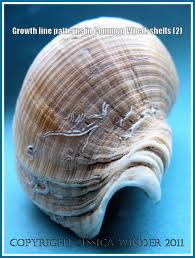 Growth line patterns in Common Whelk shells (2)
COPYRIGHT JESSICA WINDER 2011